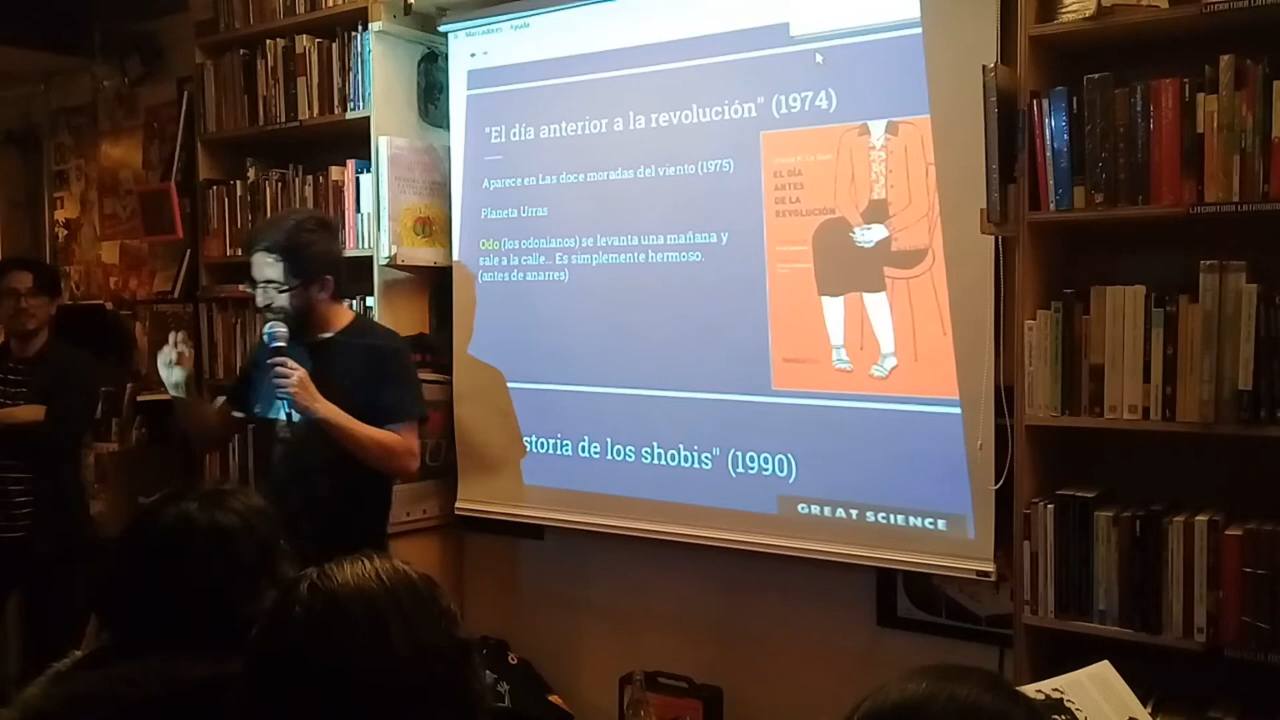 Marcadores Ayuda
"El día anterior a la revolución" (1974)
Aparece en Las doce moradas del viento (1975)
Planeta Urras
Odo (los odonianos) se levanta una mañana y
sale a la calle... Es simplemente hermoso.
(antes de anarres)
EL DÍA
ANTES
DE LA
REVOLUCIÓN
storia de los shobis" (1990)
GREAT SCIENCE